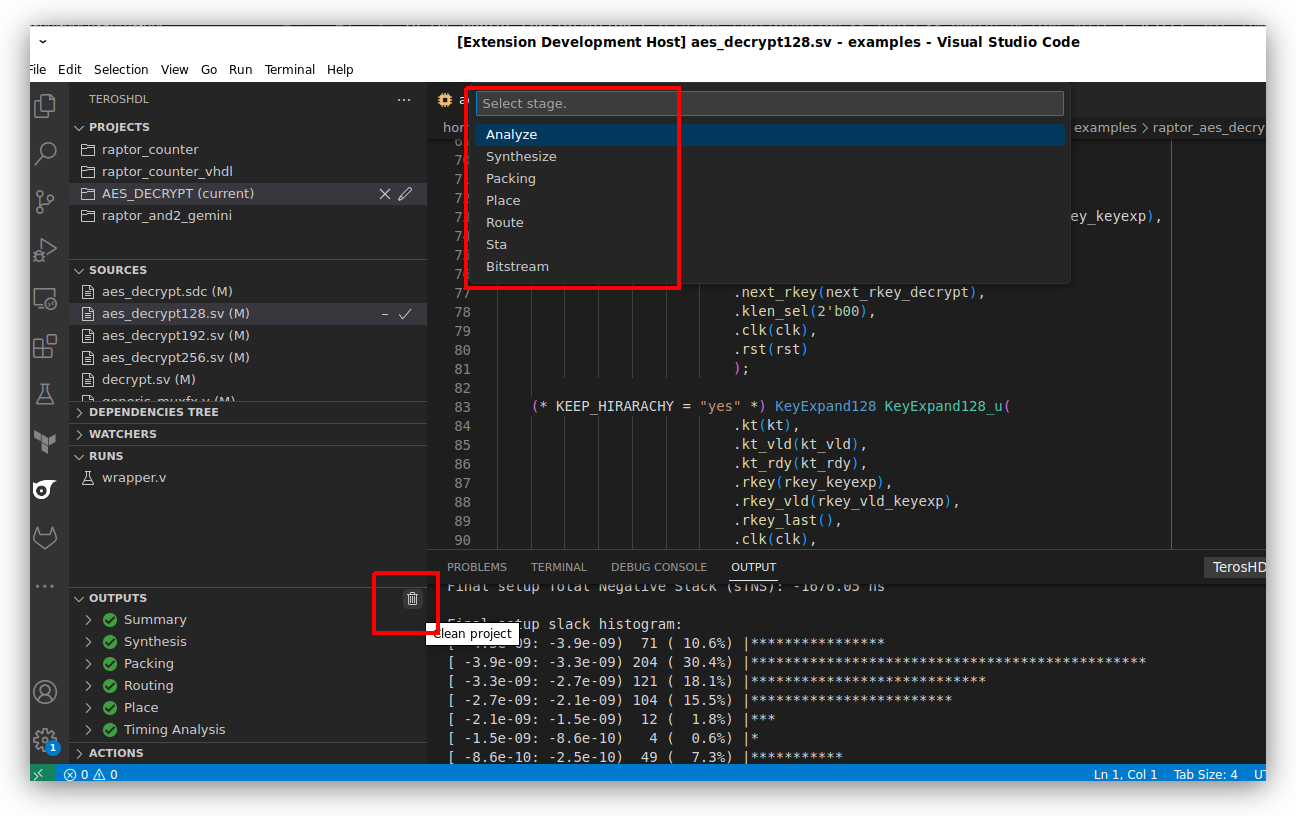 [Extension Development Host] aes_decrypt128.sv - examples - Visual Studio Code
File Edit Selection View Go Run Terminal Help
TEROSHDL
PROJECTS
raptor_counter
raptor_counter_vhdl
AES_DECRYPT (current)
raptor_and2_gemini
SOURCES
aes_decrypt.sdc (M)
aes_decrypt128.sv (M)
aes_decrypt192.sv (M)
aes_decrypt256.sv (M)
decrypt.sv (M)
generic_muxfx.v (M)
DEPENDENCIES TREE
WATCHERS
RUNS
wrapper.v
OUTPUTS
Clean project
Summary
Synthesis
Packing
Routing
Place
Timing Analysis
ACTIONS
Select stage.
Analyze
Synthesize
Packing
Place
Route
Sta
Bitstream
examples > raptor_aes_decry
ey_keyexp),
77 .next_rkey(next_rkey_decrypt),
78 .klen_sel(2'b00),
79 .clk(clk),
80 .rst(rst)
81 );
82
83 (* KEEP_HIRARACHY = "yes" *) KeyExpand128 KeyExpand128_u(
84 .kt(kt),
85 .kt_vld(kt_vld),
86 .kt_rdy(kt_rdy),
87 .rkey(rkey_keyexp),
88 .rkey_vld(rkey_vld_keyexp),
89 .rkey_last(),
90 .clk(clk),
PROBLEMS TERMINAL DEBUG CONSOLE OUTPUT TerosHD
Final setup Total Negative Slack (sTNS): -1676.05 ns
Final setup slack histogram:
-3.9e-09) 71 ( 10.6%) |****************
[ -3.9e-09: -3.3e-09) 204 ( 30.4%) |***********************************************
[ -3.3e-09: -2.7e-09) 121 ( 18.1%) |****************************
[ -2.7e-09: -2.1e-09) 104 ( 15.5%) |************************
[ -2.1e-09: -1.5e-09) 12 ( 1.8%) |***
[ -1.5e-09: -8.6e-10) 4 ( 0.6%) |*
[ -8.6e-10: -2.5e-10) 49 ( 7.3%) |***********
1
0 0
Ln 1, Col 1 Tab Size: 4 UT